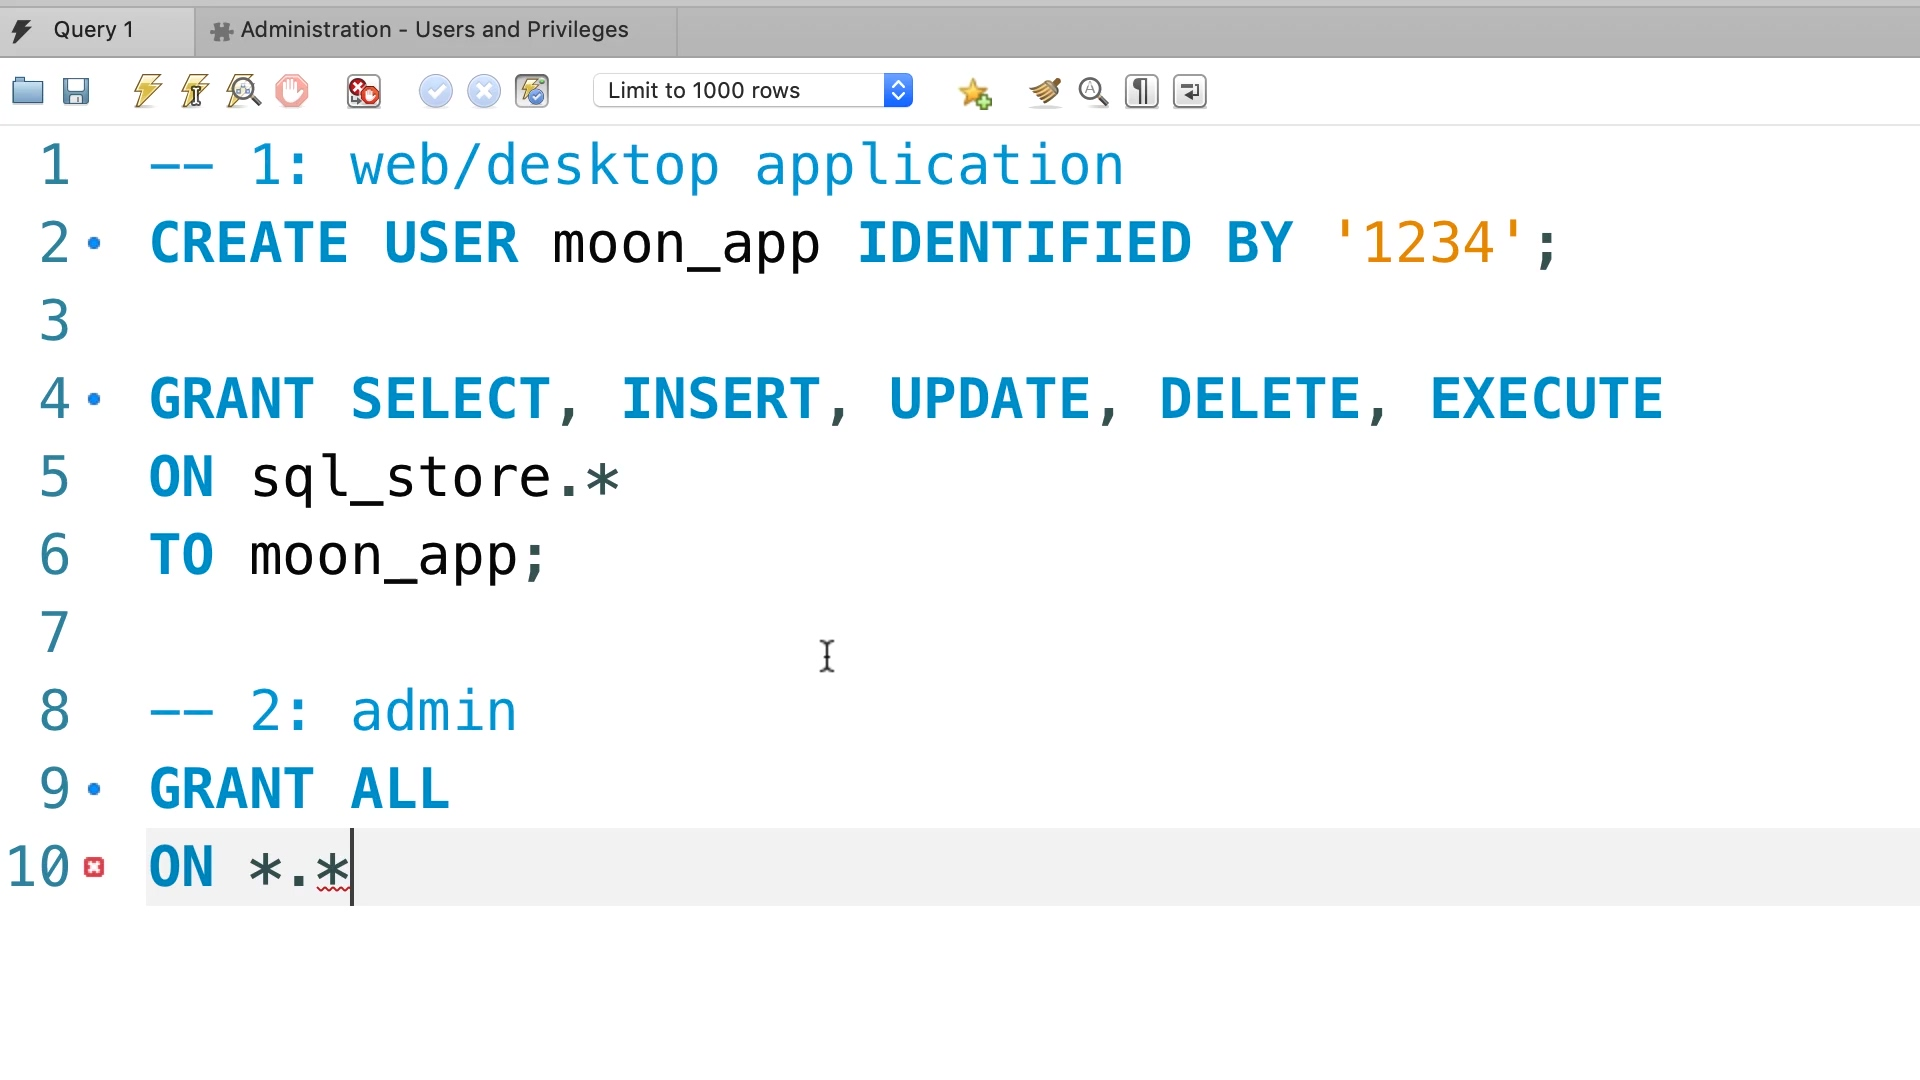 Query 1
Administration - Users and Privileges
Limit to 1000 rows
1 -- 1: web/desktop application
2 CREATE USER moon_app IDENTIFIED BY '1234';
3
4 GRANT SELECT, INSERT, UPDATE, DELETE, EXECUTE
5 ON sql_store.*
6 TO moon_app;
7
8 -- 2: admin
9 GRANT ALL
10 ON *.*